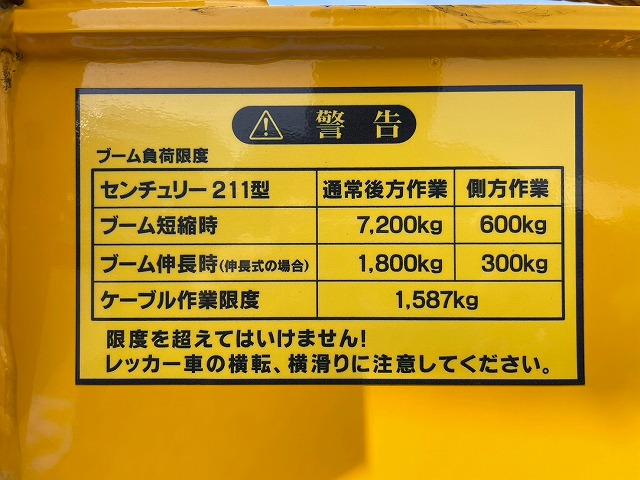 警告
ブーム負荷限度
センチュリー211型 通常後方作業 側方作業
ブーム短縮時 7,200kg 600kg
ブーム伸長時(伸長式の場合) 1,800kg 300kg
ケーブル作業限度 1,587kg
限度を超えてはいけません!
レッカー車の横転、横滑りに注意してください。